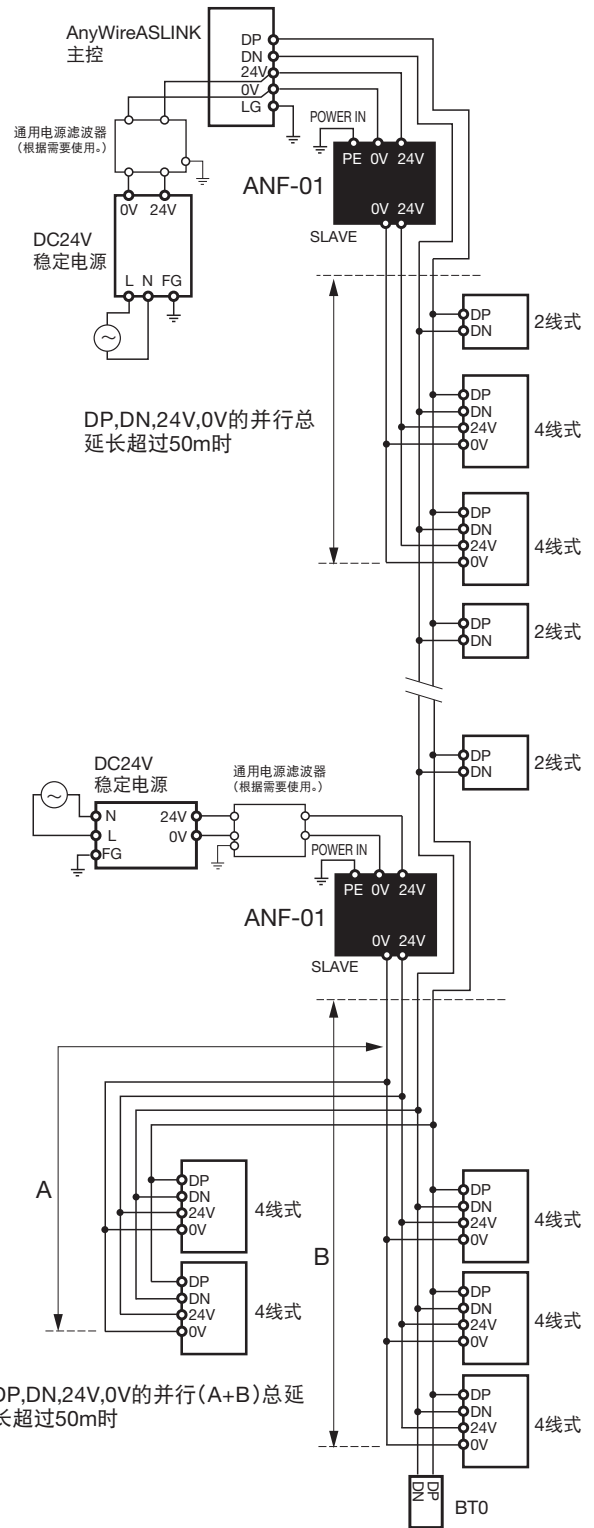 AnyWireASLINK
主控
DP
DN
24V
0V
LG
通用电源滤波器
（根据需要使用。）
POWER IN
PE 0V 24V
ANF-01
0V 24V
SLAVE
0V 24V
DC24V
稳定电源
L N FG
DP
DN
2线式
DP,DN,24V,0V的并行总
延长超过50m时
DP
DN
24V
0V
4线式
DP
DN
24V
0V
4线式
DP
DN
2线式
DP
DN
2线式
DC24V
稳定电源
通用电源滤波器
（根据需要使用。）
N
L
FG
24V
0V
POWER IN
PE 0V 24V
ANF-01
0V 24V
SLAVE
A
B
DP
DN
24V
0V
4线式
DP
DN
24V
0V
4线式
DP
DN
24V
0V
4线式
DP
DN
24V
0V
4线式
DP
DN
24V
0V
4线式
DP,DN,24V,0V的并行（A+B）总延
长超过50m时
DP
DN
BT0